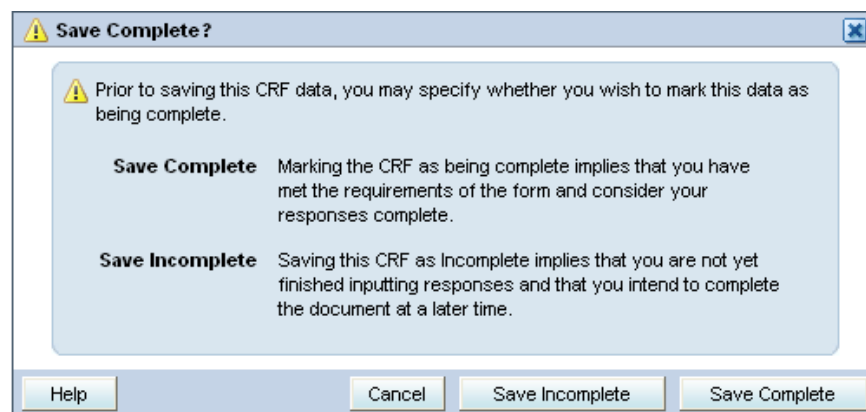 Save Complete?
Prior to saving this CRF data, you may specify whether you wish to mark this data as
being complete.
Save Complete Marking the CRF as being complete implies that you have
met the requirements of the form and consider your
responses complete.
Save Incomplete Saving this CRF as Incomplete implies that you are not yet
finished inputting responses and that you intend to complete
the document at a later time.
Help Cancel Save Incomplete Save Complete